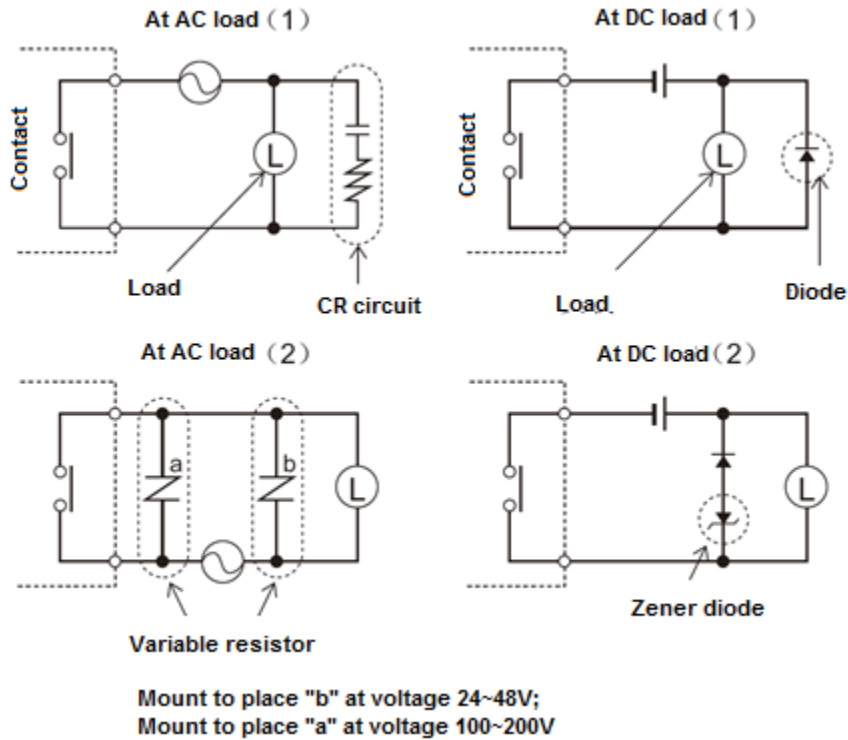 At AC load（1）
At DC load（1）
Contact
L
Load
CR circuit
Contact
L
Load.
Diode
At AC load（2）
At DC load（2）
a
b
L
Variable resistor
L
Zener diode
Mount to place "b" at voltage 24~48V;
Mount to place "a" at voltage 100~200V